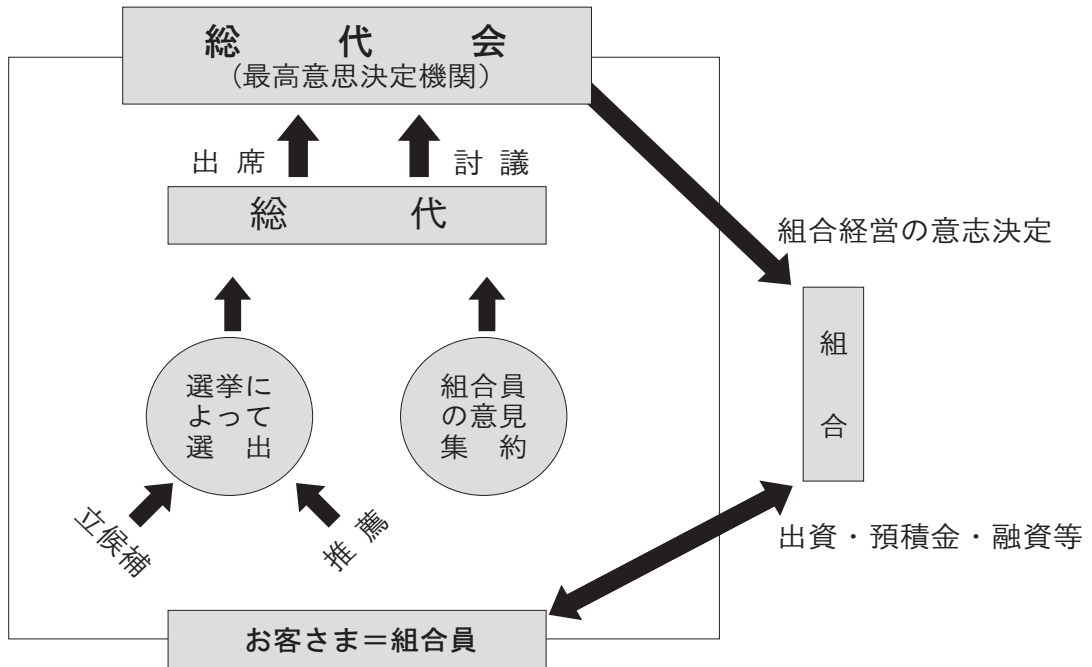 総代会
（最高意思決定機関）
出席
討議
総代
組合経営の意志決定
組
合
選挙に
よって
選出
組合員
の意見
集約
立候補
推薦
出資・預積金・融資等
お客さま＝組合員